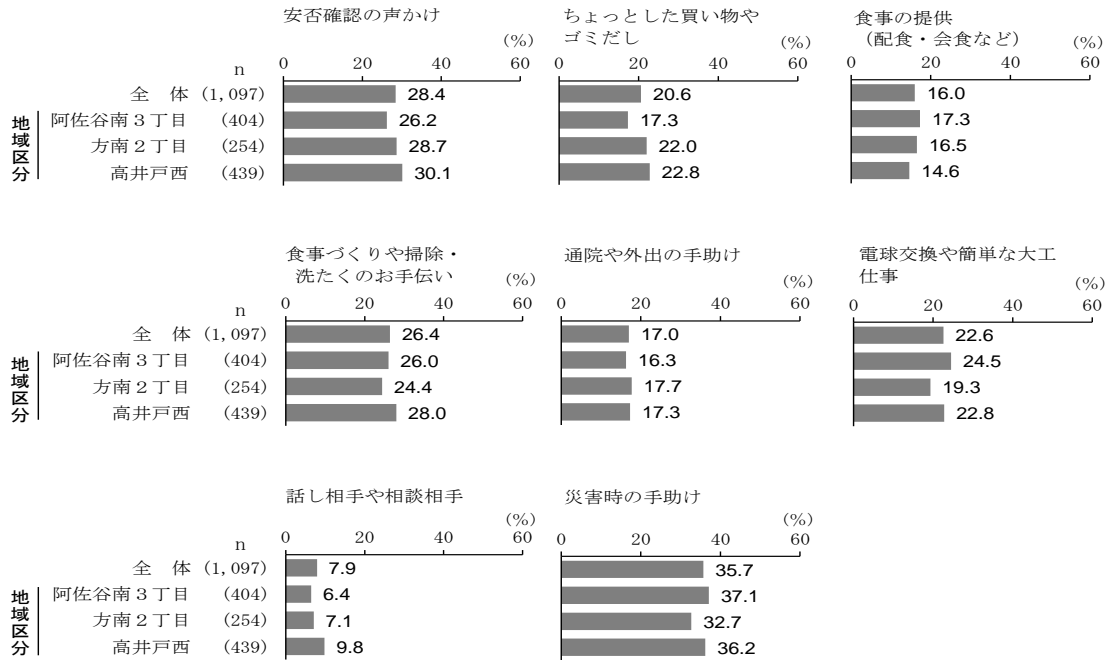 安否確認の声かけ
(%)
0 20 40 60
n
全 体 (1,097) 28.4
地域区分
阿佐谷南3丁目 (404) 26.2
方南2丁目 (254) 28.7
高井戸西 (439) 30.1
ちょっとした買い物や
ゴミだし
(%)
0 20 40 60
20.6
17.3
22.0
22.8
食事の提供
(配食・会食など)
(%)
0 20 40 60
16.0
17.3
16.5
14.6
食事づくりや掃除・
洗たくのお手伝い
(%)
0 20 40 60
n
全 体 (1,097) 26.4
地域区分
阿佐谷南3丁目 (404) 26.0
方南2丁目 (254) 24.4
高井戸西 (439) 28.0
通院や外出の手助け
(%)
0 20 40 60
17.0
16.3
17.7
17.3
電球交換や簡単な大工
仕事
(%)
0 20 40 60
22.6
24.5
19.3
22.8
話し相手や相談相手
(%)
0 20 40 60
n
全 体 (1,097) 7.9
地域区分
阿佐谷南3丁目 (404) 6.4
方南2丁目 (254) 7.1
高井戸西 (439) 9.8
災害時の手助け
(%)
0 20 40 60
35.7
37.1
32.7
36.2